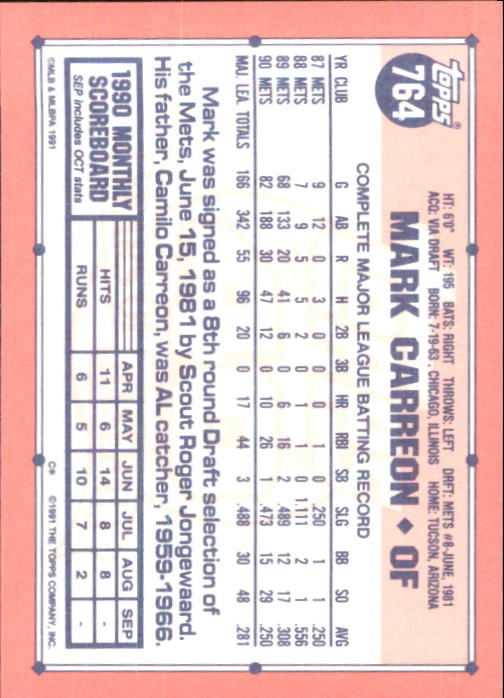 topps®
764
HT: 6'0" WT: 195 BATS: RIGHT THROWS: LEFT DRFT: METS #8-JUNE, 1981
ACQ: VIA DRAFT BORN: 7-19-63, CHICAGO, ILLINOIS HOME: TUCSON, ARIZONA
MARK CARREON ♦ OF
COMPLETE MAJOR LEAGUE BATTING RECORD
YR CLUB G AB R H 2B 3B HR RBI SB SLG BB SO AVG
87 METS 9 12 0 3 0 0 0 1 0 .250 1 1 .250
88 METS 7 9 5 5 2 0 1 1 0 1.111 2 1 .556
89 METS 68 133 20 41 6 0 6 16 2 .489 12 17 .308
90 METS 82 188 30 47 12 0 10 26 1 .473 15 29 .250
MAJ. LEA. TOTALS 166 342 55 96 20 0 17 44 3 .488 30 48 .281
Mark was signed as a 8th round Draft selection of
the Mets, June 15, 1981 by Scout Roger Jongewaard.
His father, Camilo Carreon, was AL catcher, 1959-1966.
1990 MONTHLY
SCOREBOARD
SEP includes OCT stats
APR MAY JUN JUL AUG SEP
HITS 11 6 14 8 8 -
RUNS 6 5 10 7 2 -
©MLB & MLBPA 1991
C* ©1991 THE TOPPS COMPANY, INC.